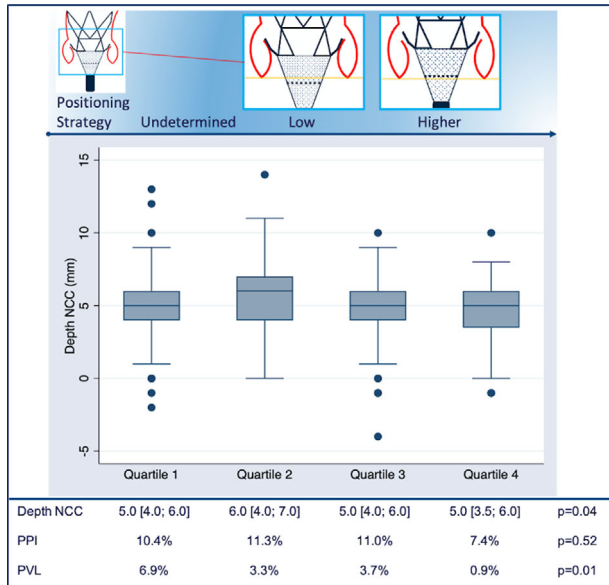 Positioning
Strategy Undetermined Low Higher
15
10
5
0
-5
Depth NCC (mm)
Quartile 1 Quartile 2 Quartile 3 Quartile 4
Depth NCC 5.0 [4.0; 6.0] 6.0 [4.0; 7.0] 5.0 [4.0; 6.0] 5.0 [3.5; 6.0] p=0.04
PPI 10.4% 11.3% 11.0% 7.4% p=0.52
PVL 6.9% 3.3% 3.7% 0.9% p=0.01